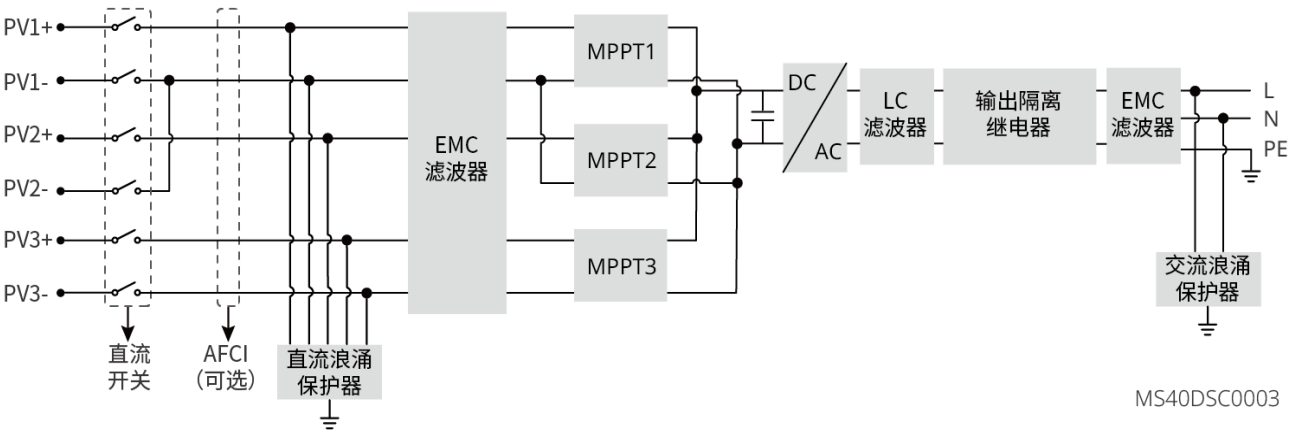 PV1+
PV1-
PV2+
PV2-
PV3+
PV3-
直流
开关
AFCI
（可选）
直流浪涌
保护器
EMC
滤波器
MPPT1
MPPT2
MPPT3
DC
AC
LC
滤波器
输出隔离
继电器
EMC
滤波器
L
N
PE
交流浪涌
保护器
MS40DSC0003